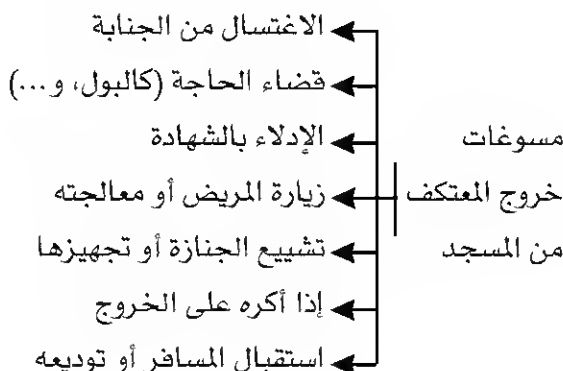 مسوغات
خروج المعتكف
من المسجد
الاغتسال من الجنابة
قضاء الحاجة (كالبول، و...)
الإدلاء بالشهادة
زيارة المريض أو معالجته
تشييع الجنازة أو تجهيزها
إذا أكره على الخروج
استقبال المسافر أو توديعه